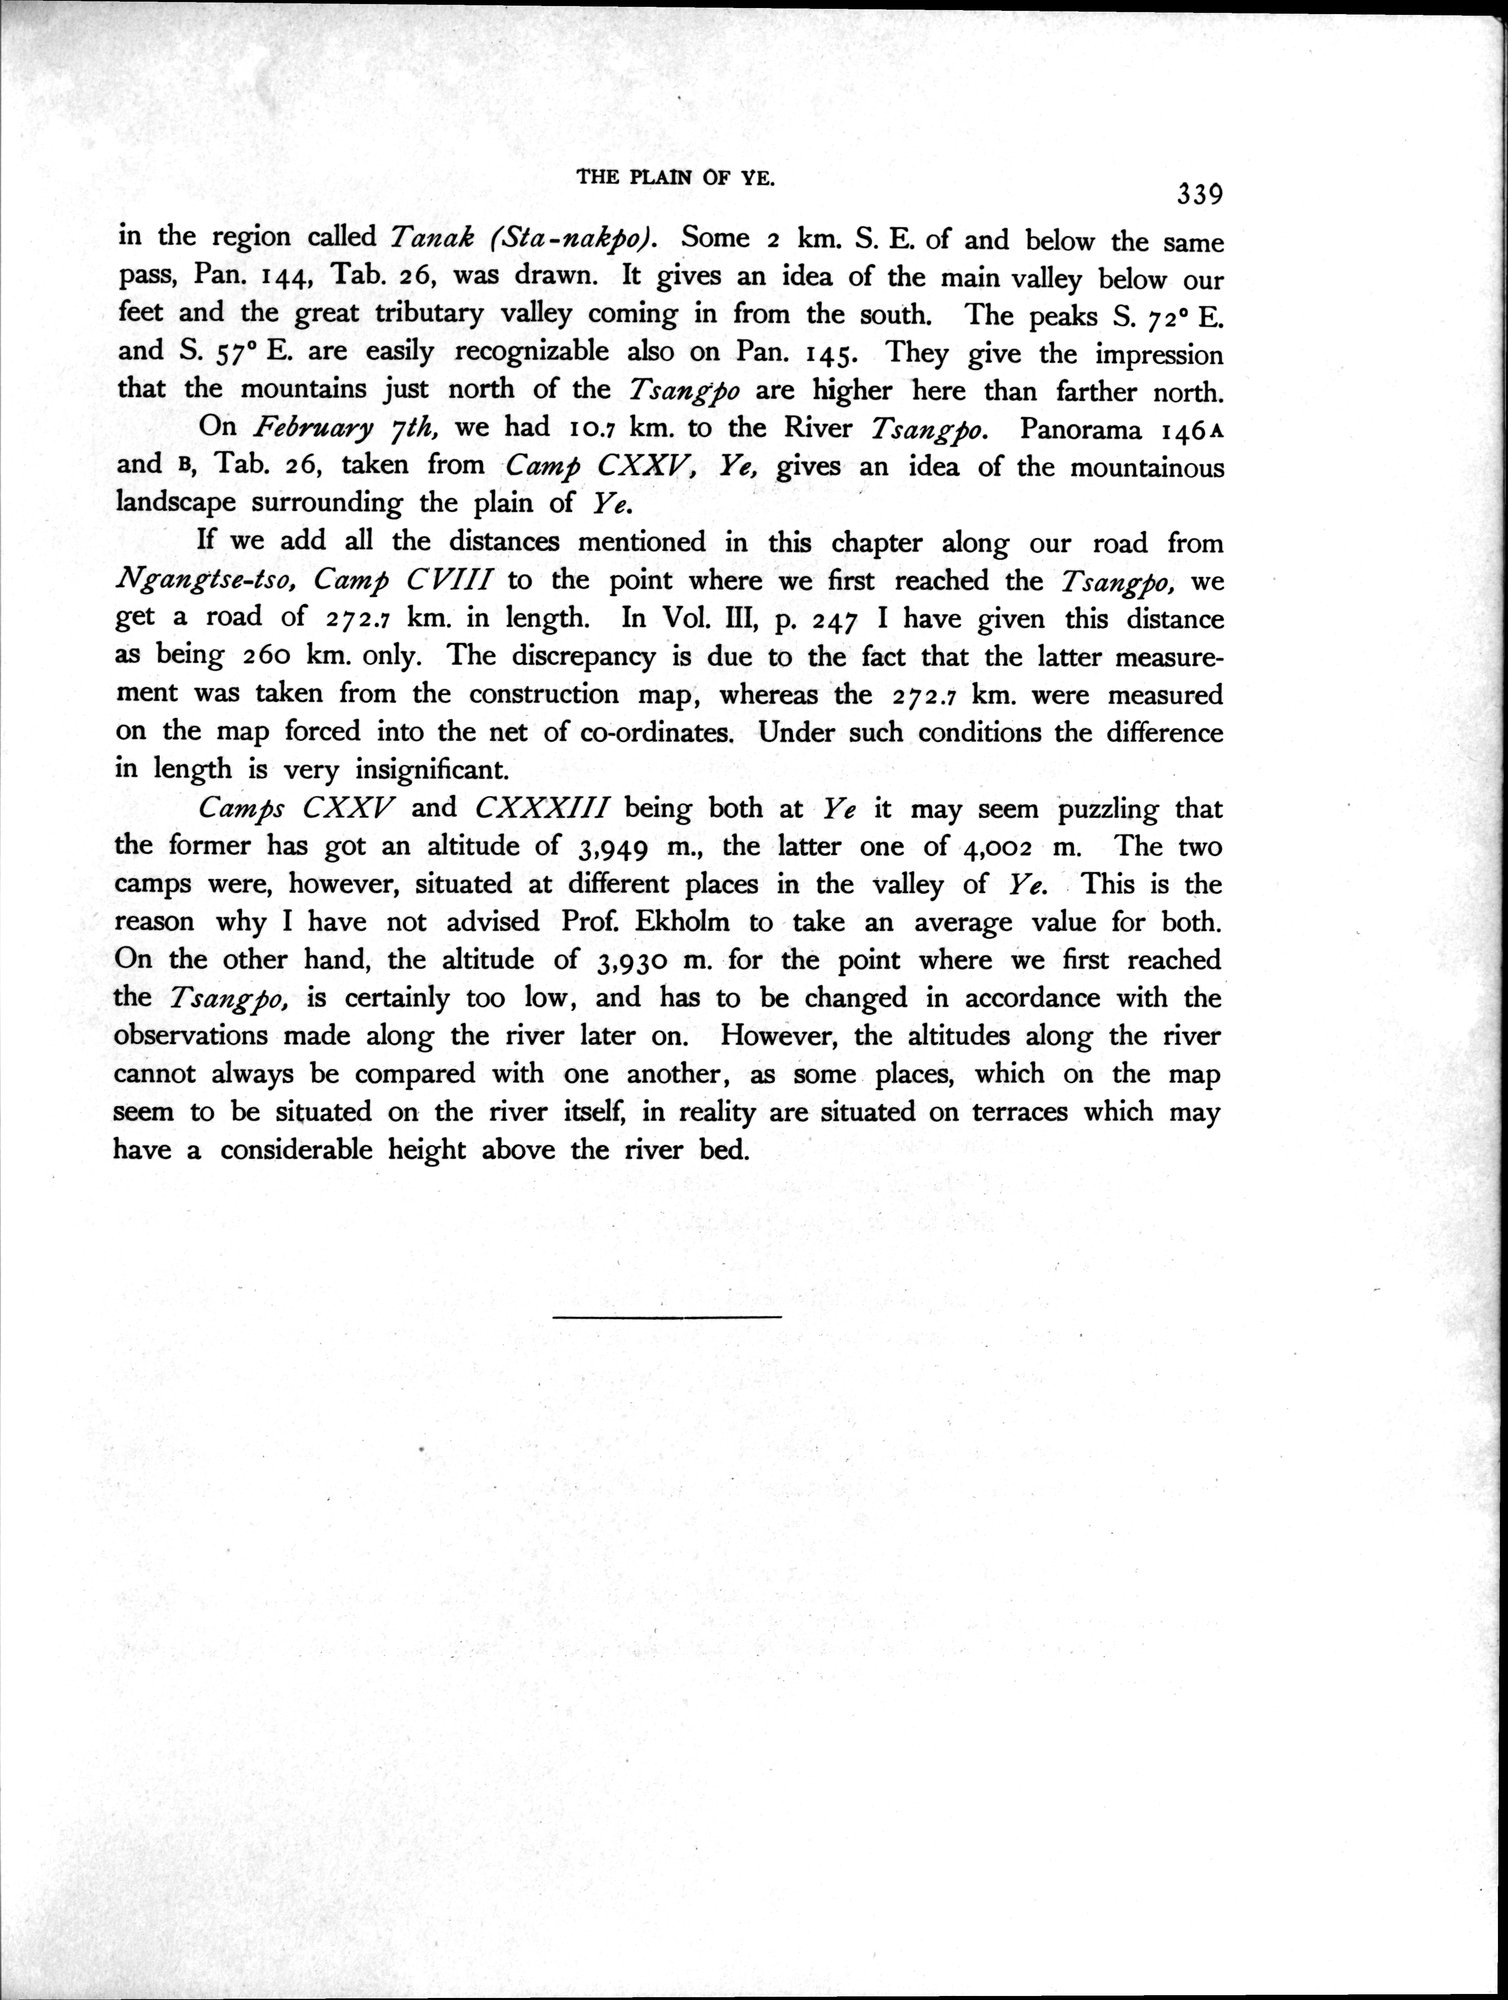 THE PLAIN OF YE.
339
in the region called Tanak (Sta-nakpo). Some 2 km. S. E. of and below the same
pass, Pan. 144, Tab. 26, was drawn. It gives an idea of the main valley below our
feet and the great tributary valley coming in from the south. The peaks S. 72° E.
and S. 57° E. are easily recognizable also on Pan. 145. They give the impression
that the mountains just north of the Tsangpo are higher here than farther north.
On February 7th, we had 10.7 km. to the River Tsangpo. Panorama 146A
and B, Tab. 26, taken from Camp CXXV, Ye, gives an idea of the mountainous
landscape surrounding the plain of Ye.
If we add all the distances mentioned in this chapter along our road from
Ngangtse-tso, Camp CVIII to the point where we first reached the Tsangpo, we
get a road of 272.7 km. in length. In Vol. III, p. 247 I have given this distance
as being 260 km. only. The discrepancy is due to the fact that the latter measure-
ment was taken from the construction map, whereas the 272.7 km. were measured
on the map forced into the net of co-ordinates. Under such conditions the difference
in length is very insignificant.
Camps CXXV and CXXXIII being both at Ye it may seem puzzling that
the former has got an altitude of 3,949 m., the latter one of 4,002 m. The two
camps were, however, situated at different places in the valley of Ye. This is the
reason why I have not advised Prof. Ekholm to take an average value for both.
On the other hand, the altitude of 3,930 m. for the point where we first reached
the Tsangpo, is certainly too low, and has to be changed in accordance with the
observations made along the river later on. However, the altitudes along the river
cannot always be compared with one another, as some places, which on the map
seem to be situated on the river itself, in reality are situated on terraces which may
have a considerable height above the river bed.